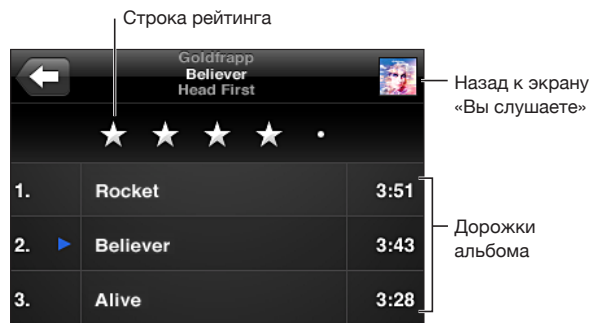 Строка рейтинга
Goldfrapp
Believer
Head First
Назад к экрану
«Вы слушаете»
1. Rocket 3:51
2. Believer 3:43
3. Alive 3:28
Дорожки
альбома